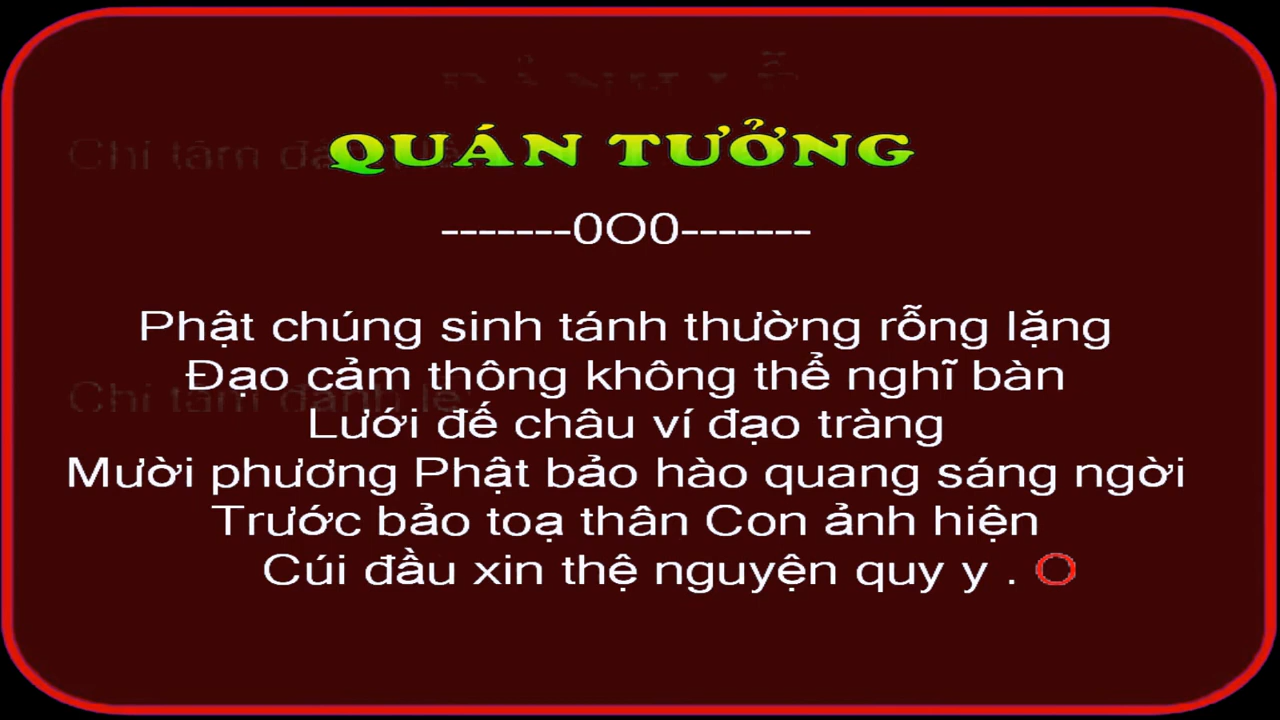 QUÁN TƯỞNG
-------0O0-------
Phật chúng sinh tánh thường rỗng lặng
Đạo cảm thông không thể nghĩ bàn
Lưới đế châu ví đạo tràng
Mười phương Phật bảo hào quang sáng ngời
Trước bảo toạ thân Con ảnh hiện
Cúi đầu xin thệ nguyện quy y . O